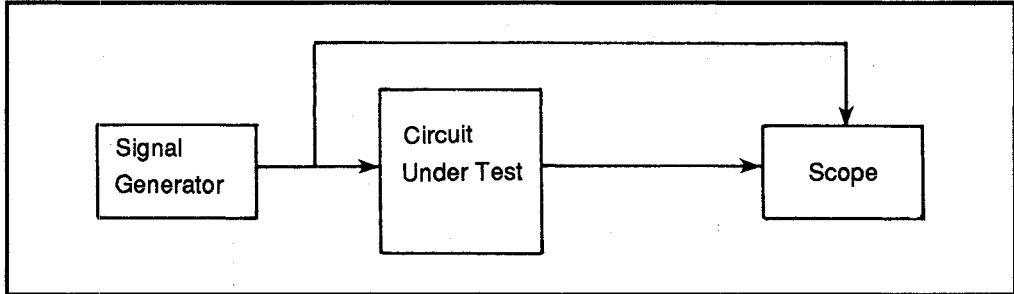 Signal
Generator
Circuit
Under Test
Scope